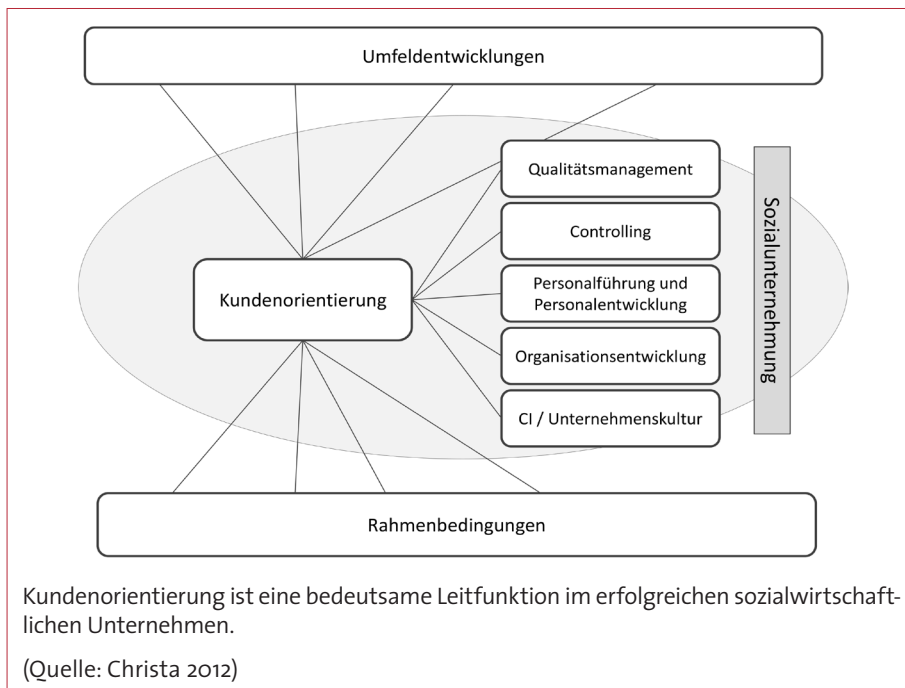 Umfeldentwicklungen
Qualitätsmanagement
Controlling
Kundenorientierung
Personalführung und
Personalentwicklung
Organisationsentwicklung
CI / Unternehmenskultur
Sozialunternehmung
Rahmenbedingungen
Kundenorientierung ist eine bedeutsame Leitfunktion im erfolgreichen sozialwirtschaft-
lichen Unternehmen.
(Quelle: Christa 2012)